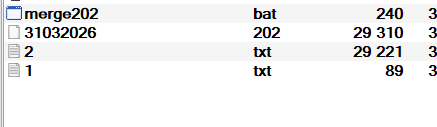 merge202 bat 240 3
31032026 202 29 310 3
2 txt 29 221 3
1 txt 89 3